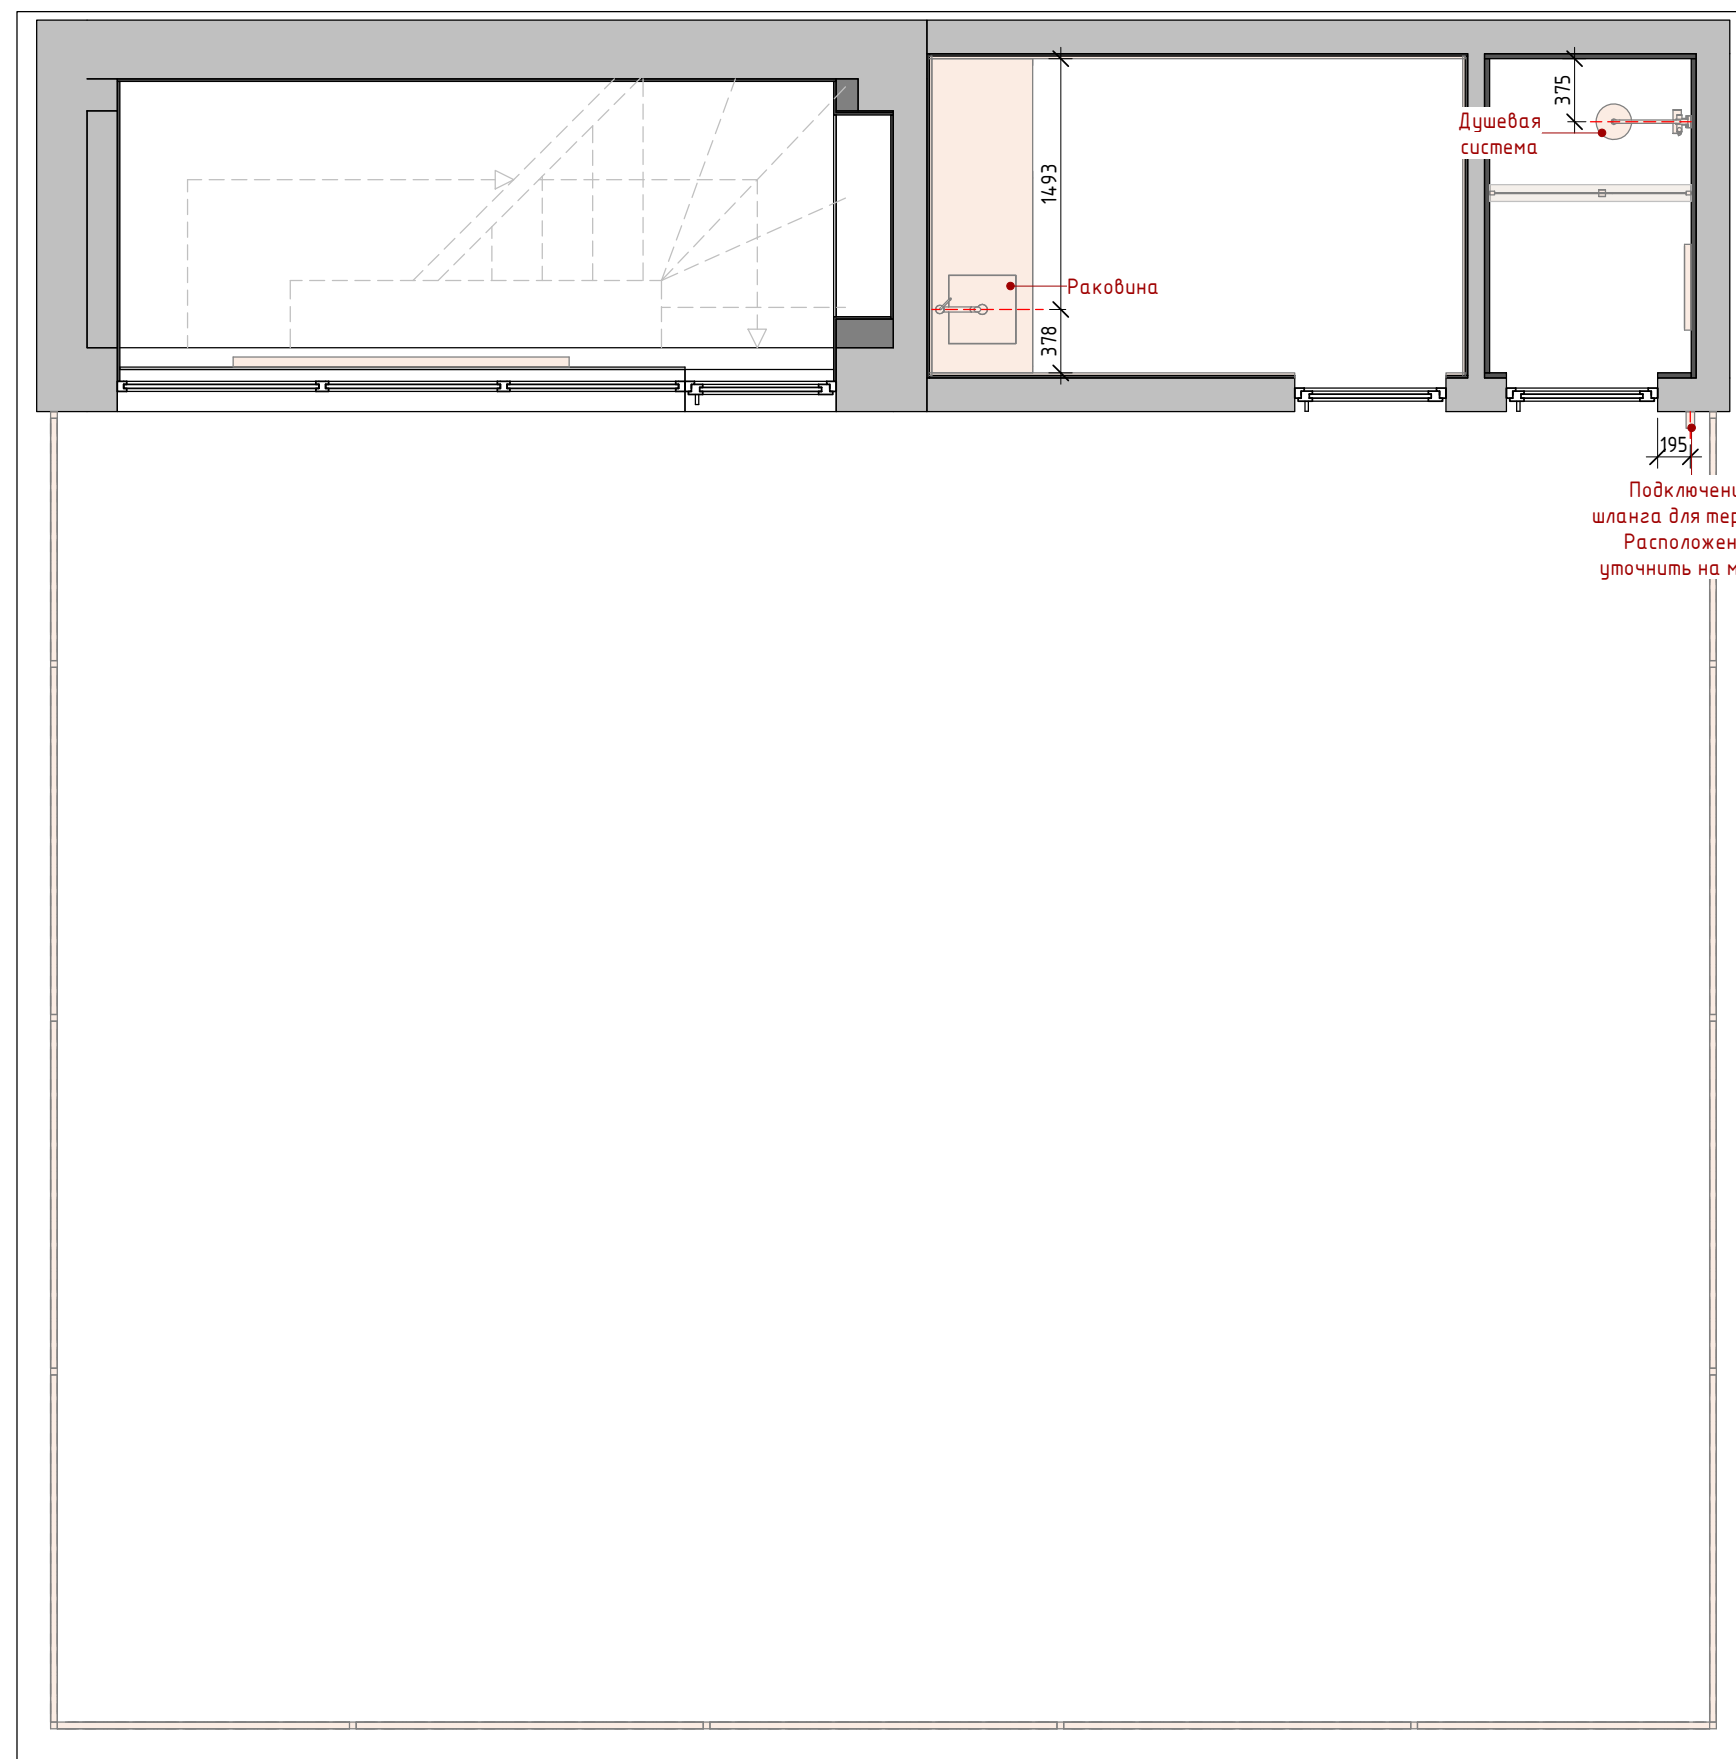 375
Душевая
система
1493
Раковина
378
195
Подключени
шланга для тер
Расположен
уточнить на м